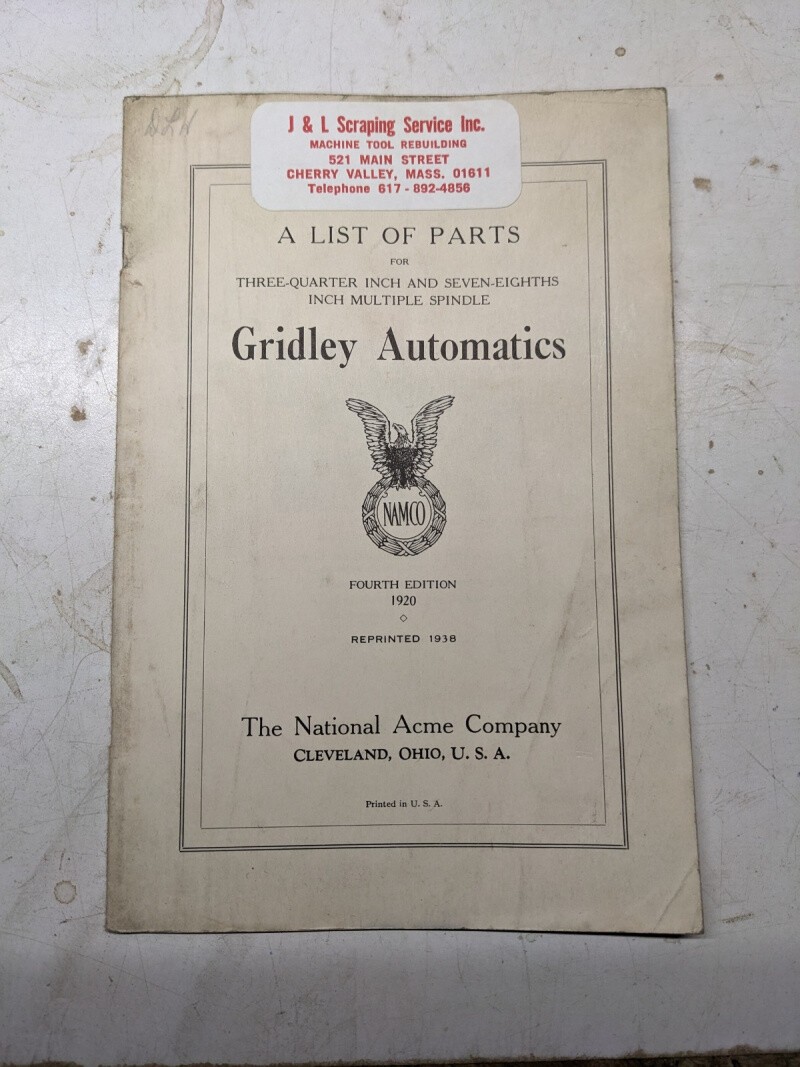 J & L Scraping Service Inc.
MACHINE TOOL REBUILDING
521 MAIN STREET
CHERRY VALLEY, MASS. 01611
Telephone 617 - 892-4856
A LIST OF PARTS
FOR
THREE-QUARTER INCH AND SEVEN-EIGHTHS
INCH MULTIPLE SPINDLE
Gridley Automatics
NAMCO
FOURTH EDITION
1920
REPRINTED 1938
The National Acme Company
CLEVELAND, OHIO, U. S. A.
Printed in U. S. A.